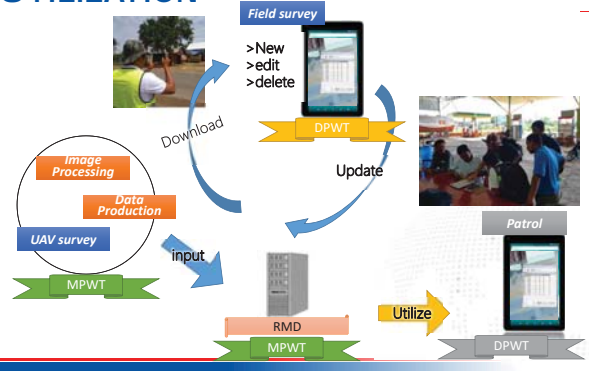 UTILIZATION
Field survey
>New
>edit
>delete
DPWT
Download
Update
Image
Processing
Data
Production
UAV survey
MPWT
input
RMD
MPWT
Utilize
Patrol
DPWT